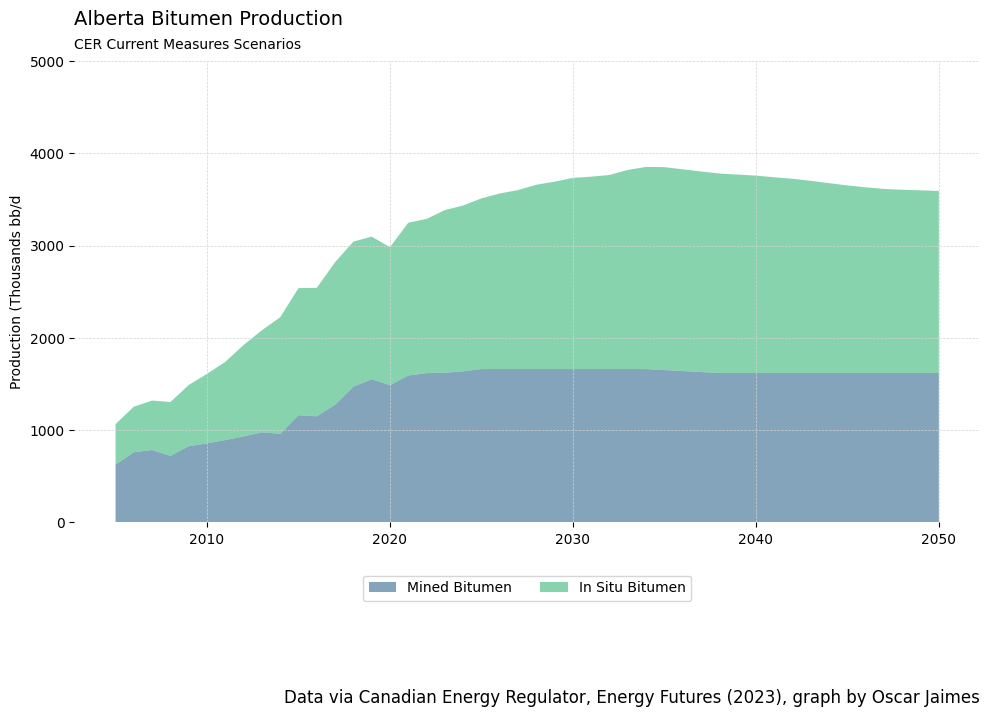 Alberta Bitumen Production
CER Current Measures Scenarios
Production (Thousands bb/d
5000
4000
3000
2000
1000
0
2010 2020 2030 2040 2050
Mined Bitumen In Situ Bitumen
Data via Canadian Energy Regulator, Energy Futures (2023), graph by Oscar Jaimes